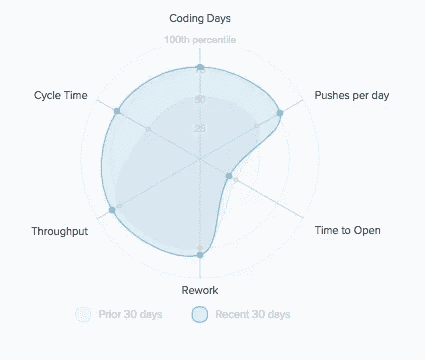 Coding Days
100th percentile
75
Cycle Time
50
Pushes per day
25
Throughput
Time to Open
Rework
Prior 30 days
Recent 30 days